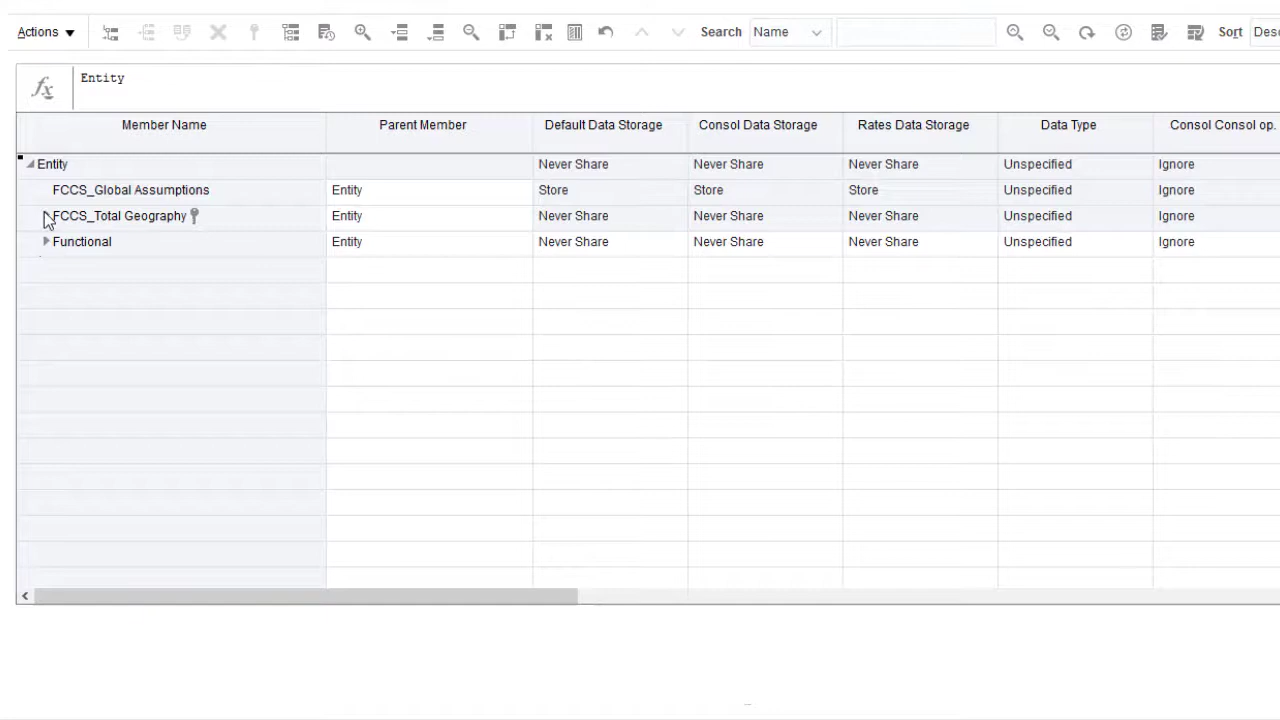 Actions Search Name Sort Desc
fx Entity
Member Name Parent Member Default Data Storage Consol Data Storage Rates Data Storage Data Type Consol Consol op.
Entity Never Share Never Share Never Share Unspecified Ignore
FCCS_Global Assumptions Entity Store Store Store Unspecified Ignore
FCCS_Total Geography Entity Never Share Never Share Never Share Unspecified Ignore
Functional Entity Never Share Never Share Never Share Unspecified Ignore